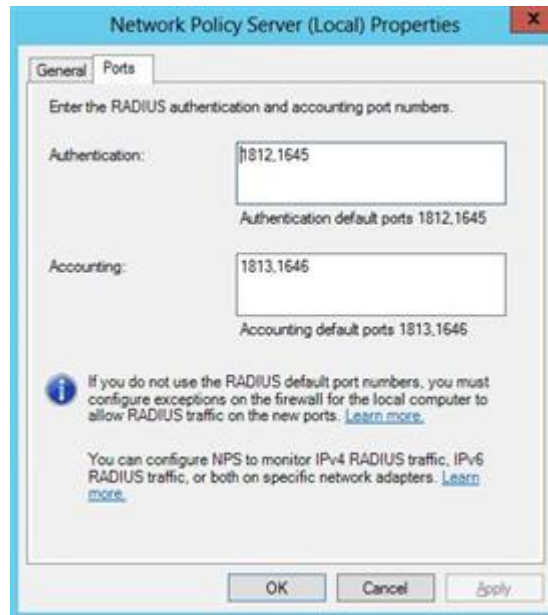 Network Policy Server (Local) Properties
x
General Ports
Enter the RADIUS authentication and accounting port numbers.
Authentication: 1812,1645
Authentication default ports 1812,1645
Accounting: 1813,1646
Accounting default ports 1813,1646
If you do not use the RADIUS default port numbers, you must
configure exceptions on the firewall for the local computer to
allow RADIUS traffic on the new ports. Learn more.
You can configure NPS to monitor IPv4 RADIUS traffic, IPv6
RADIUS traffic, or both on specific network adapters. Learn
more.
OK Cancel Apply